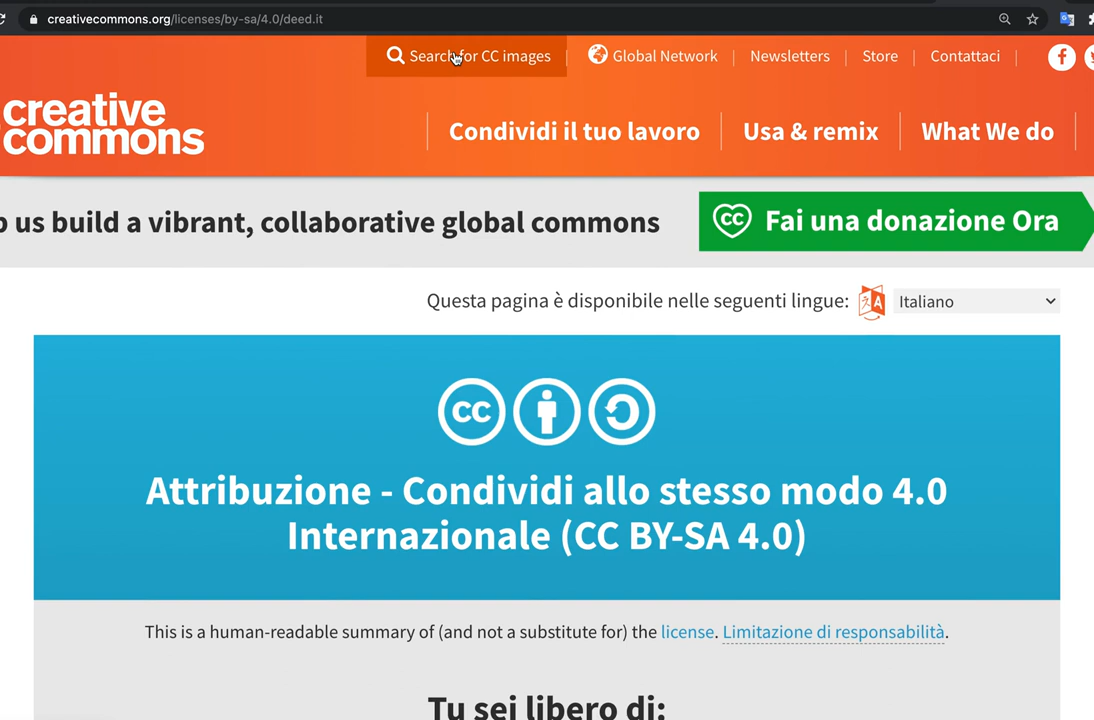 creativecommons.org/licenses/by-sa/4.0/deed.it
Search for CC images
Global Network
Newsletters
Store
Contattaci
creative
commons
Condividi il tuo lavoro
Usa & remix
What We do
us build a vibrant, collaborative global commons
Fai una donazione Ora
Questa pagina è disponibile nelle seguenti lingue:
Italiano
cc
Attribuzione - Condividi allo stesso modo 4.0
Internazionale (CC BY-SA 4.0)
This is a human-readable summary of (and not a substitute for) the license. Limitazione di responsabilità.
Tu sei libero di: